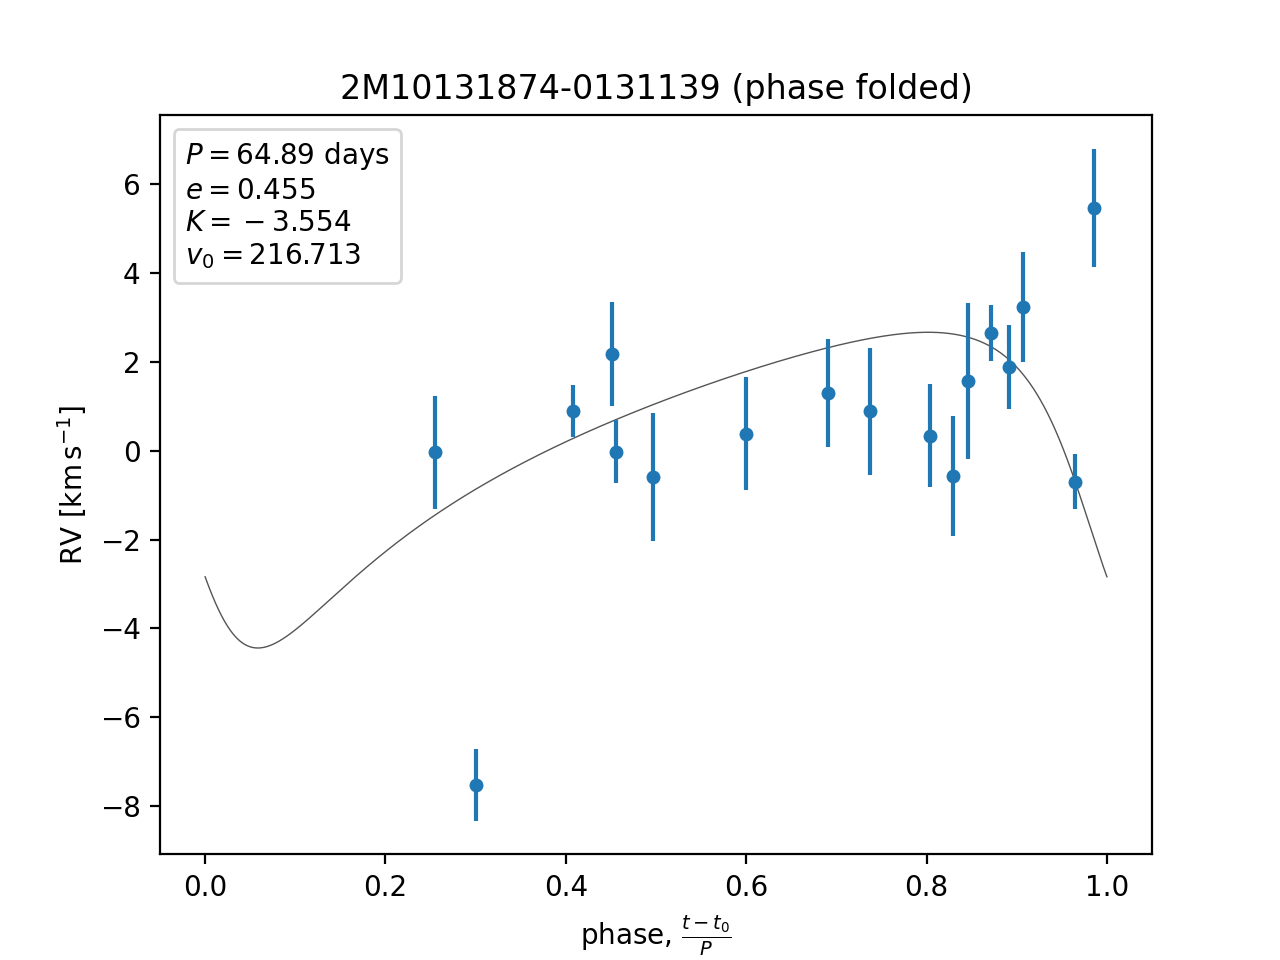 2M10131874-0131139 (phase folded)
P = 64.89 days
e = 0.455
K = −3.554
v₀ = 216.713
RV [km s⁻¹]
6
4
2
0
−2
−4
−6
−8
0.0 0.2 0.4 0.6 0.8 1.0
phase, (t − t₀)/P